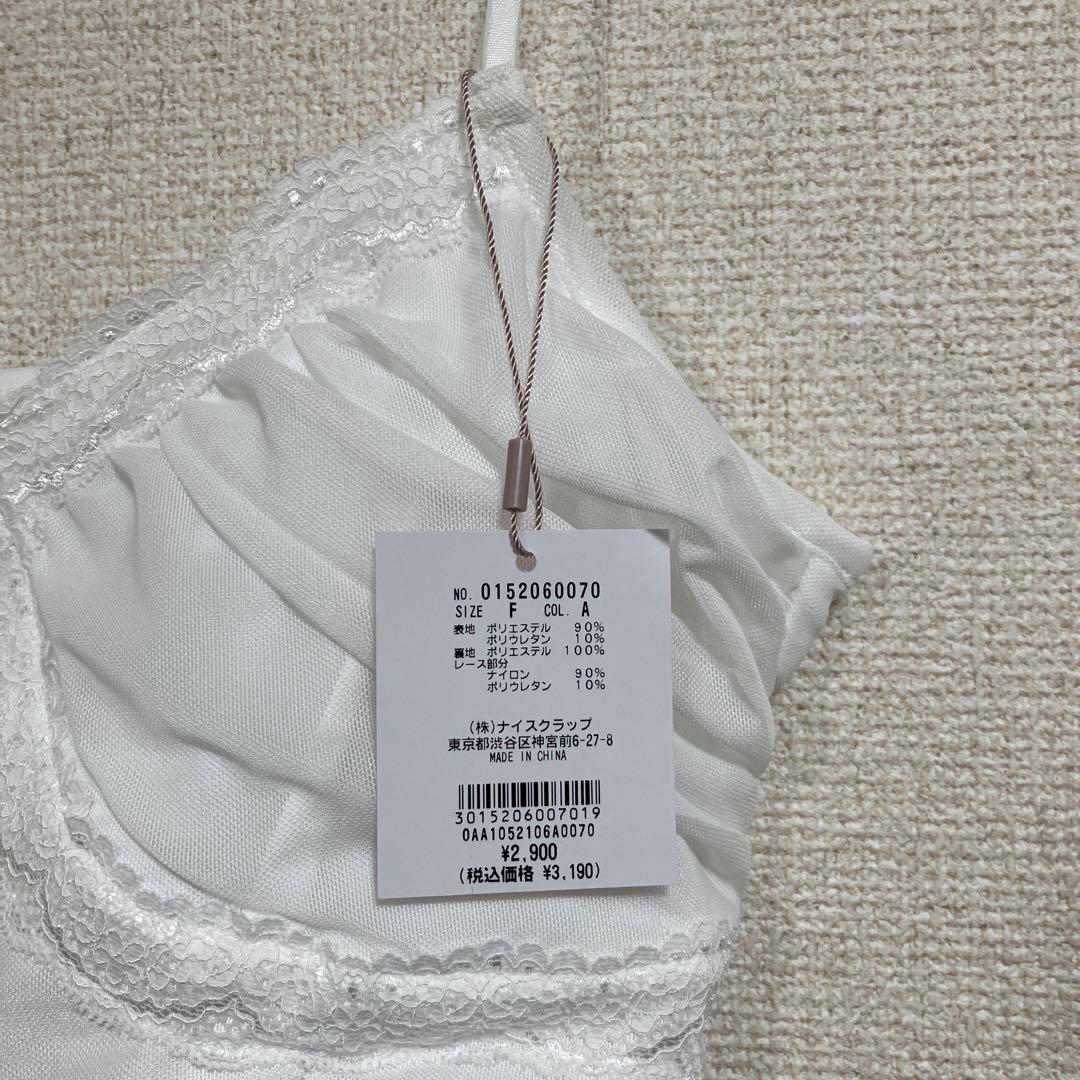 NO. 0152060070
SIZE F COL. A
表地 ポリエステル 90%
ポリウレタン 10%
裏地 ポリエステル 100%
レース部分
ナイロン 90%
ポリウレタン 10%
(株)ナイスクラップ
東京都渋谷区神宮前6-27-8
MADE IN CHINA
3015206007019
0AA1052106A0070
¥2,900
(税込価格 ¥3,190)